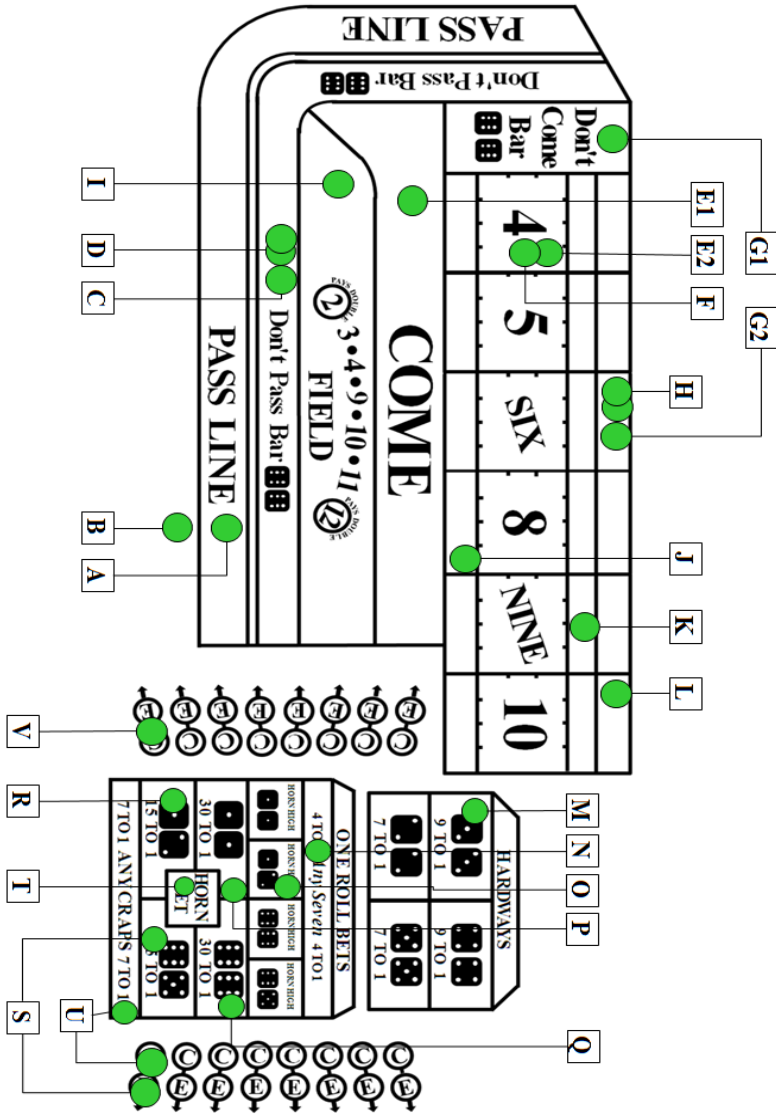 PASS LINE
Don't Pass Bar
Don't
Come
Bar
4
5
SIX
8
NINE
10
COME
PAYS DOUBLE
2
3•4•9•10•11
PAYS DOUBLE
12
FIELD
Don't Pass Bar
PASS LINE
G1
G2
E1
E2
F
H
J
K
L
I
D
C
B
A
V
E C
E C
E C
E C
E C
E C
E
HARDWAYS
9 TO 1
9 TO 1
7 TO 1
7 TO 1
ONE ROLL BETS
4 TO Any Seven 4 TO 1
HORN HIGH
HORN HIGH
HORN HIGH
HORN HIGH
30 TO 1
30 TO 1
HORN
BET
15 TO 1
15 TO 1
7 TO 1 ANY CRAPS 7 TO 1
C E
C E
C E
C E
C E
C E
M
N
O
P
Q
R
T
S
U